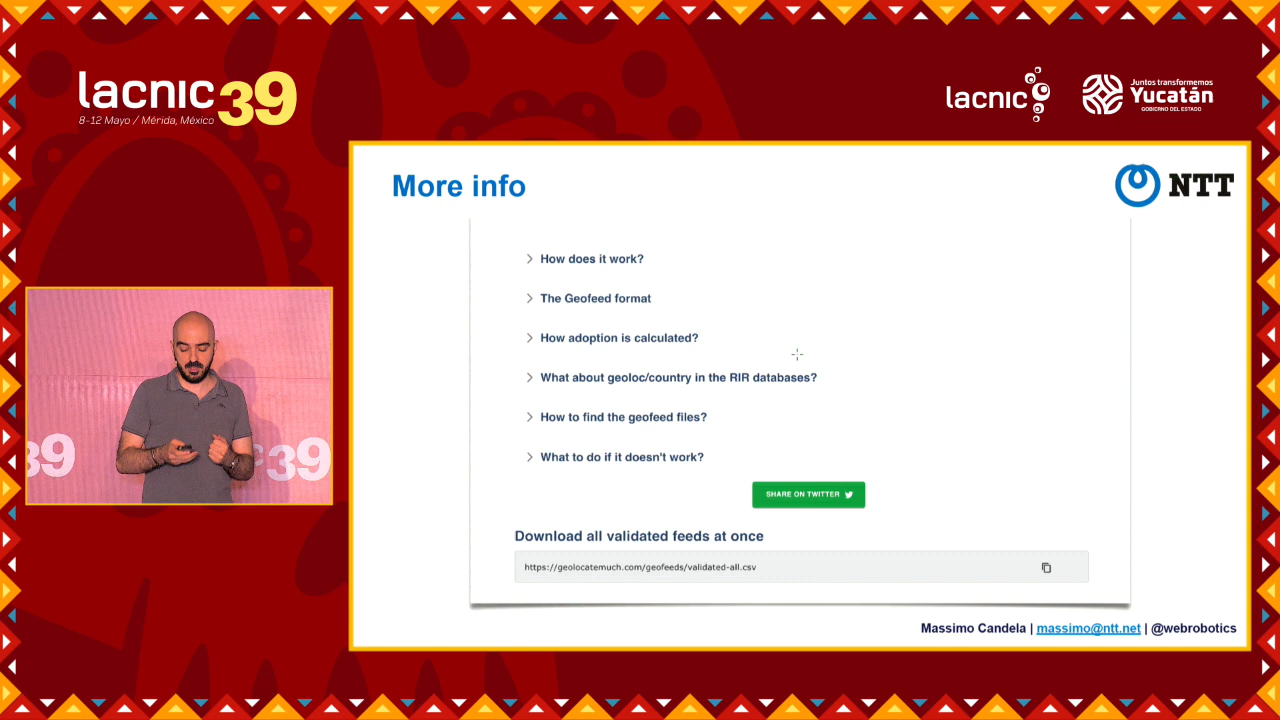 lacnic 39
8-12 Mayo / Mérida, México
lacnic
Juntos transformemos
Yucatán
GOBIERNO DEL ESTADO
More info
NTT
How does it work?
The Geofeed format
How adoption is calculated?
What about geoloc/country in the RIR databases?
How to find the geofeed files?
What to do if it doesn't work?
SHARE ON TWITTER
Download all validated feeds at once
https://geolocatemuch.com/geofeeds/validated-all.csv
Massimo Candela | massimo@ntt.net | @webrobotics
39
c39